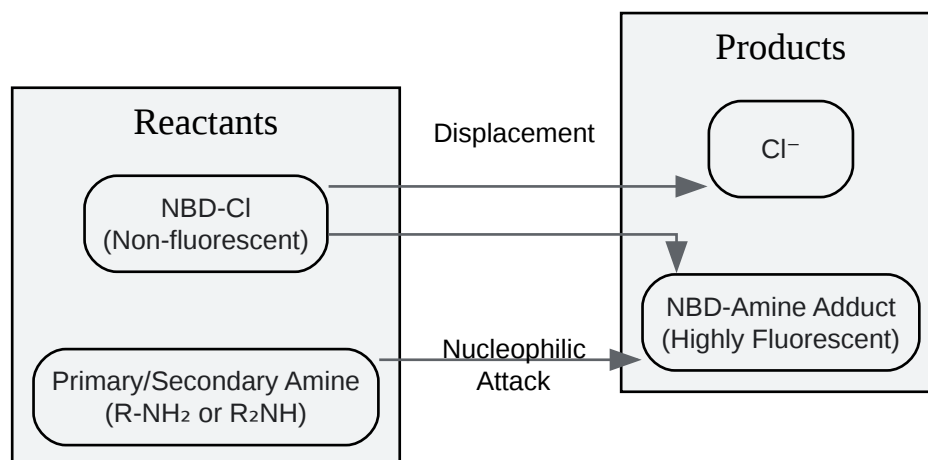 Products
Reactants
Displacement
Cl⁻
NBD-Cl
(Non-fluorescent)
NBD-Amine Adduct
(Highly Fluorescent)
Nucleophilic
Attack
Primary/Secondary Amine
(R-NH₂ or R₂NH)